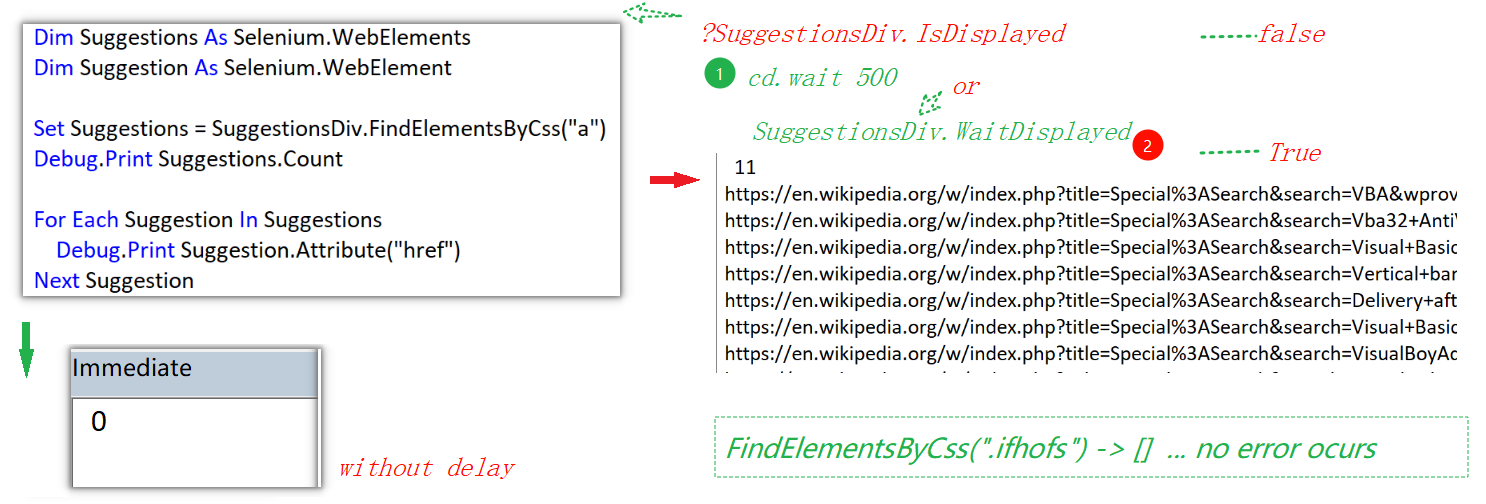 Dim Suggestions As Selenium.WebElements
Dim Suggestion As Selenium.WebElement
Set Suggestions = SuggestionsDiv.FindElementsByCss("a")
Debug.Print Suggestions.Count
For Each Suggestion In Suggestions
Debug.Print Suggestion.Attribute("href")
Next Suggestion
Immediate
0
without delay
?SuggestionsDiv.IsDisplayed
false
1 cd.wait 500
or
SuggestionsDiv.WaitDisplayed
2
True
11
https://en.wikipedia.org/w/index.php?title=Special%3ASearch&search=VBA&wprov
https://en.wikipedia.org/w/index.php?title=Special%3ASearch&search=Vba32+Anti
https://en.wikipedia.org/w/index.php?title=Special%3ASearch&search=Visual+Basic
https://en.wikipedia.org/w/index.php?title=Special%3ASearch&search=Vertical+bar
https://en.wikipedia.org/w/index.php?title=Special%3ASearch&search=Delivery+aft
https://en.wikipedia.org/w/index.php?title=Special%3ASearch&search=Visual+Basic
https://en.wikipedia.org/w/index.php?title=Special%3ASearch&search=VisualBoyAd
FindElementsByCss(".ifhofs") -> [] ... no error ocurs